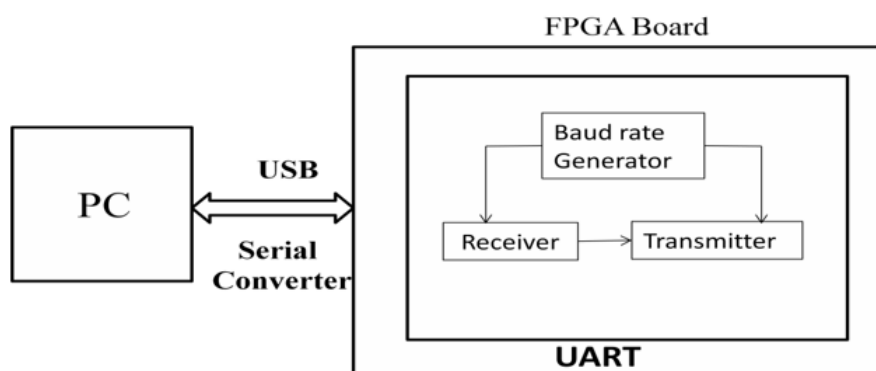 FPGA Board
Baud rate
Generator
USB
PC
Receiver
Transmitter
Serial
Converter
UART